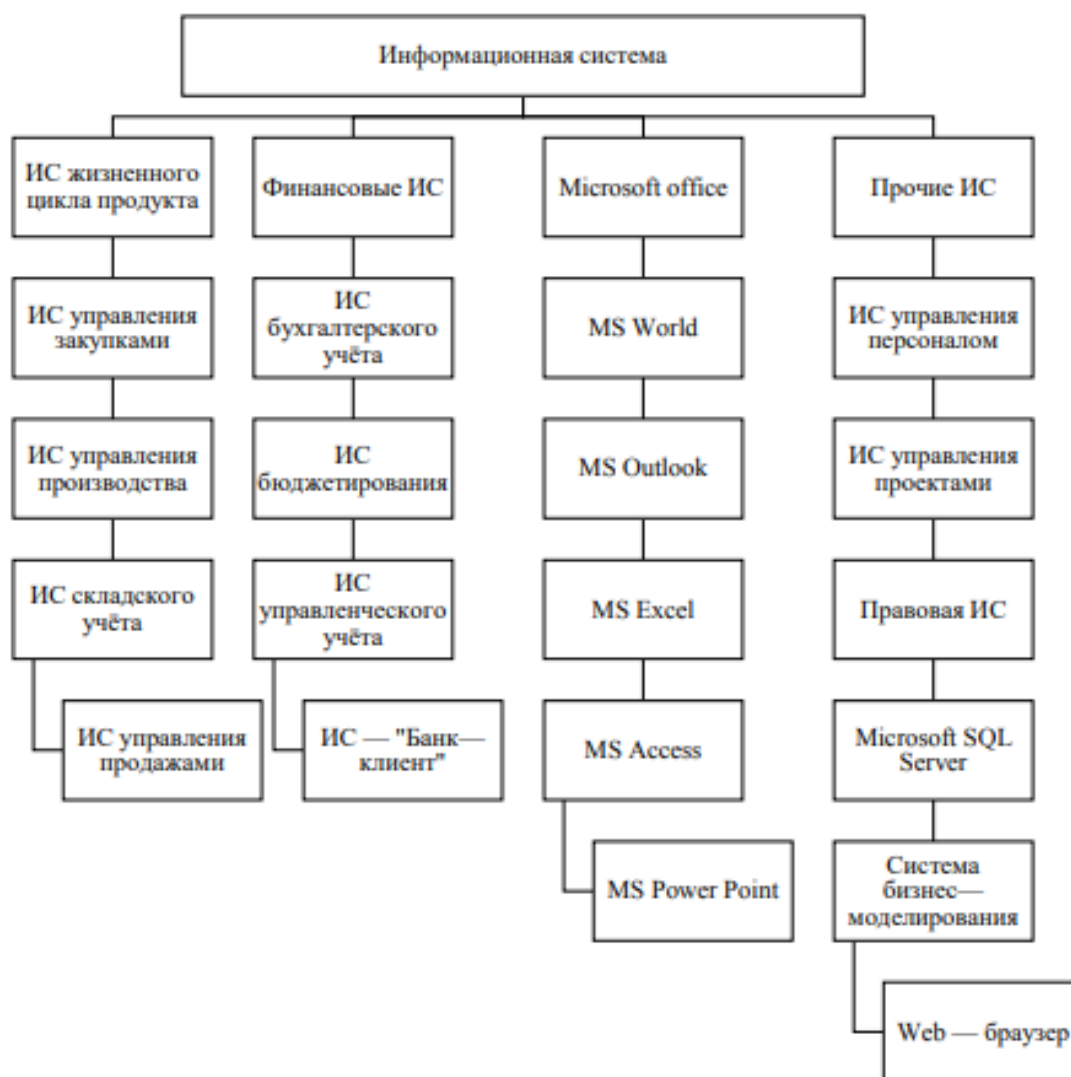 Информационная система
ИС жизненного
цикла продукта
Финансовые ИС
Microsoft office
Прочие ИС
ИС управления
закупками
ИС
бухгалтерского
учёта
MS World
ИС управления
персоналом
ИС управления
производства
ИС
бюджетирования
MS Outlook
ИС управления
проектами
ИС складского
учёта
ИС
управленческого
учёта
MS Excel
Правовая ИС
ИС управления
продажами
ИС — "Банк—
клиент"
MS Access
Microsoft SQL
Server
MS Power Point
Система
бизнес—
моделирования
Web — браузер